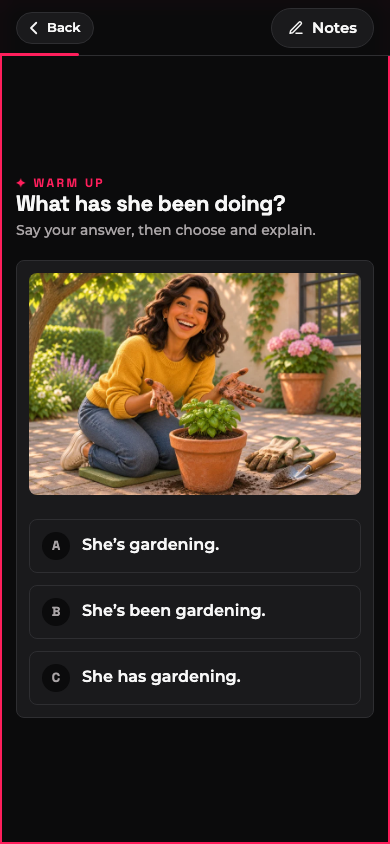 Back
Notes
WARM UP
What has she been doing?
Say your answer, then choose and explain.
A She's gardening.
B She's been gardening.
C She has gardening.